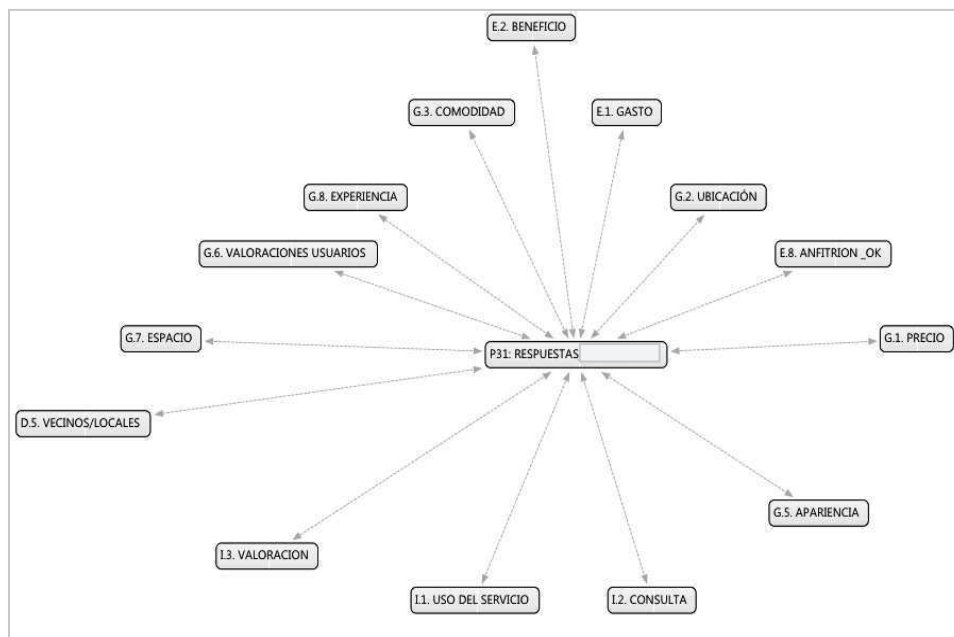 E.2. BENEFICIO
G.3. COMODIDAD
E.1. GASTO
G.8. EXPERIENCIA
G.2. UBICACIÓN
G.6. VALORACIONES USUARIOS
E.8. ANFITRION _OK
G.7. ESPACIO
P31: RESPUESTAS
G.1. PRECIO
D.5. VECINOS/LOCALES
G.5. APARIENCIA
I.3. VALORACION
I.1. USO DEL SERVICIO
I.2. CONSULTA